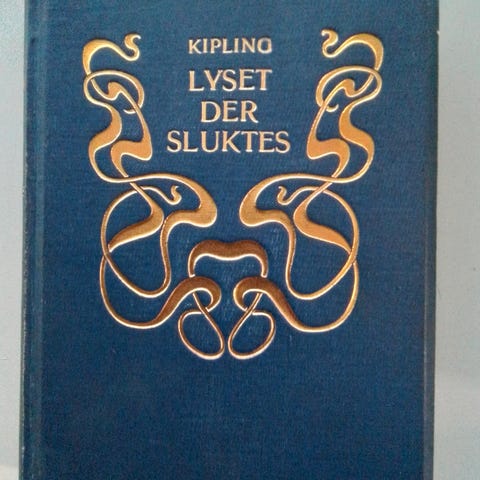 KIPLING
LYSET
DER
SLUKTES